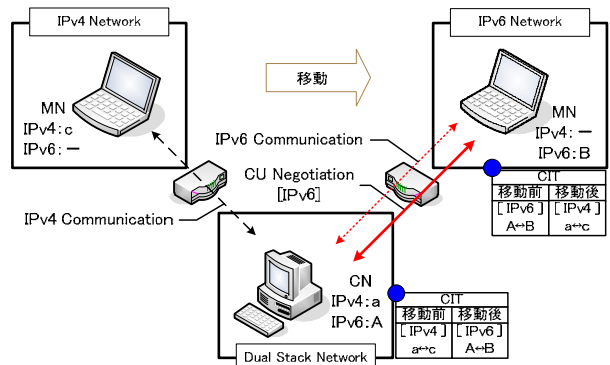 IPv4 Network
IPv6 Network
移動
MN
IPv4:c
IPv6:―
MN
IPv4:―
IPv6:B
IPv6 Communication
CU Negotiation
[IPv6]
IPv4 Communication
CIT
移動前 移動後
[IPv6] [IPv4]
A↔B a↔c
CN
IPv4:a
IPv6:A
CIT
移動前 移動後
[IPv4] [IPv6]
a↔c A↔B
Dual Stack Network